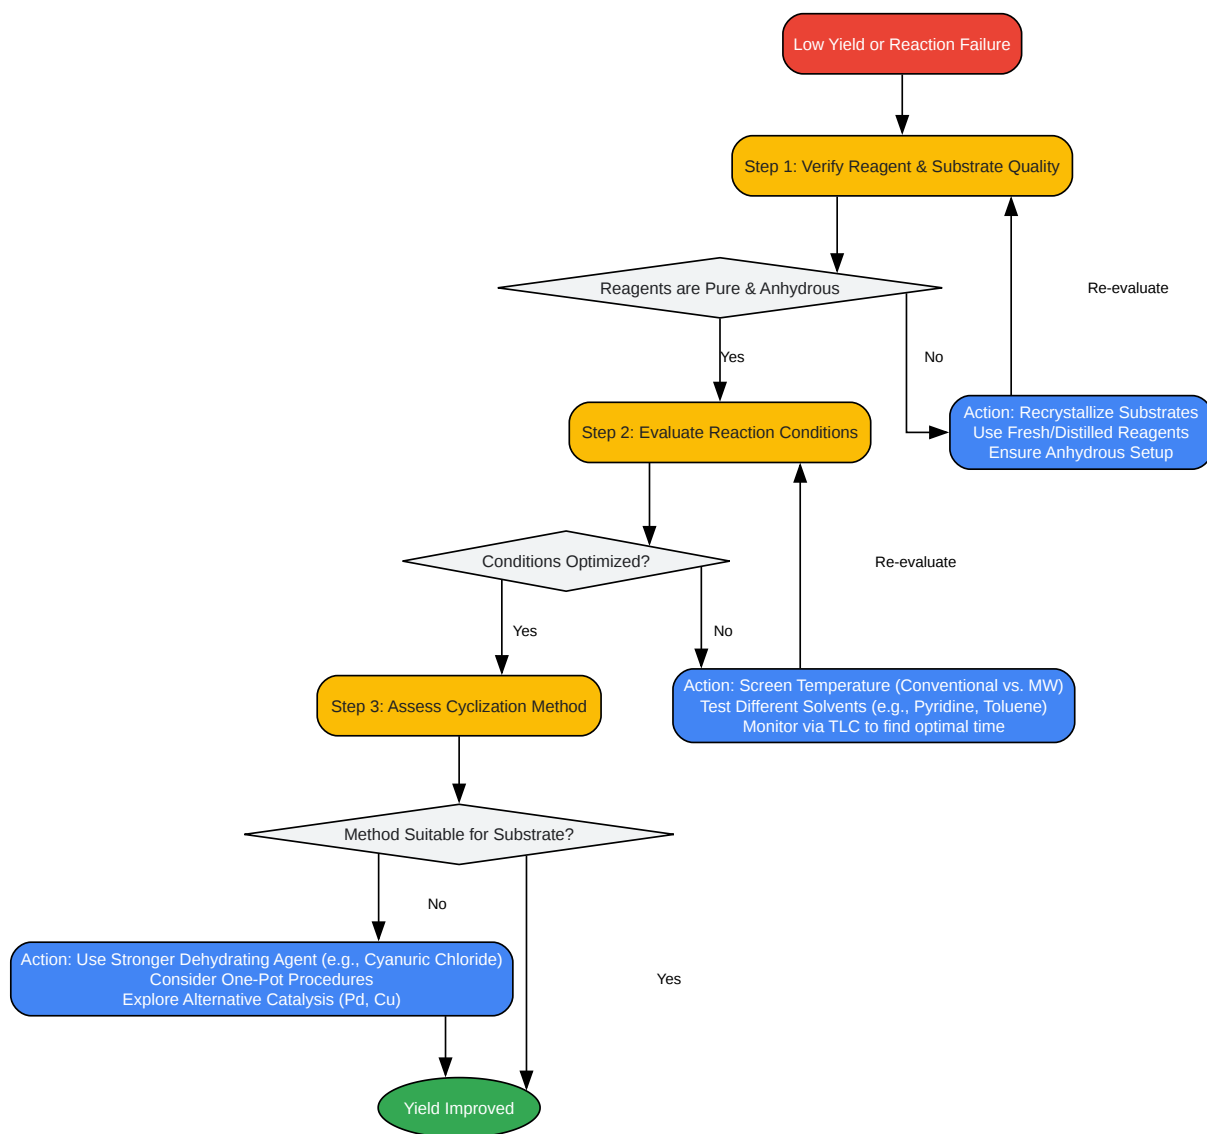 Low Yield or Reaction Failure
Step 1: Verify Reagent & Substrate Quality
Reagents are Pure & Anhydrous
Re-evaluate
Yes
No
Action: Recrystallize Substrates
Use Fresh/Distilled Reagents
Ensure Anhydrous Setup
Step 2: Evaluate Reaction Conditions
Conditions Optimized?
Re-evaluate
Yes
No
Action: Screen Temperature (Conventional vs. MW)
Test Different Solvents (e.g., Pyridine, Toluene)
Monitor via TLC to find optimal time
Step 3: Assess Cyclization Method
Method Suitable for Substrate?
No
Yes
Action: Use Stronger Dehydrating Agent (e.g., Cyanuric Chloride)
Consider One-Pot Procedures
Explore Alternative Catalysis (Pd, Cu)
Yield Improved